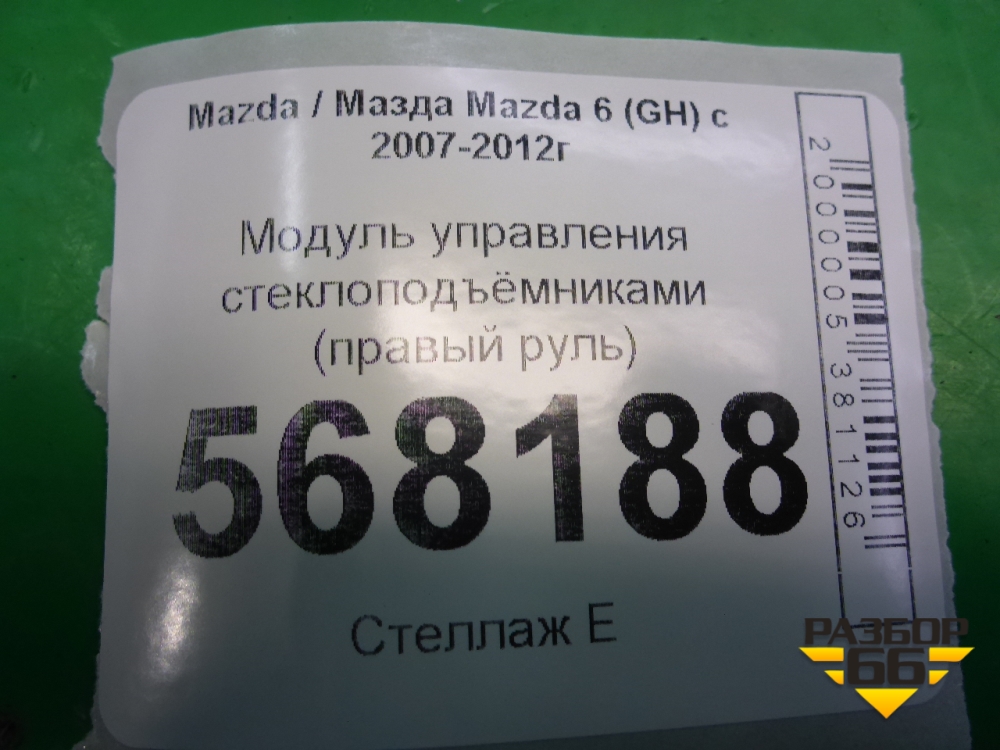 Mazda / Мазда Mazda 6 (GH) с
2007-2012г
Модуль управления
стеклоподъёмниками
(правый руль)
568188
Стеллаж Е
2000005381126
РАЗБОР
66